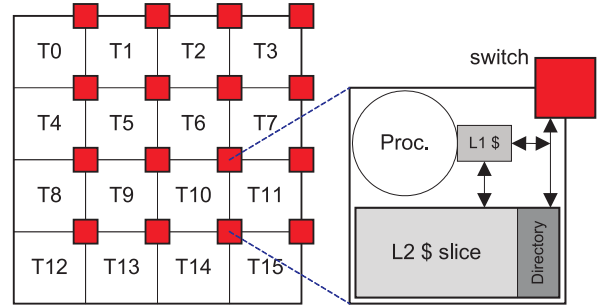 T0 T1 T2 T3
T4 T5 T6 T7
T8 T9 T10 T11
T12 T13 T14 T15
switch
Proc.
L1 $
L2 $ slice
Directory